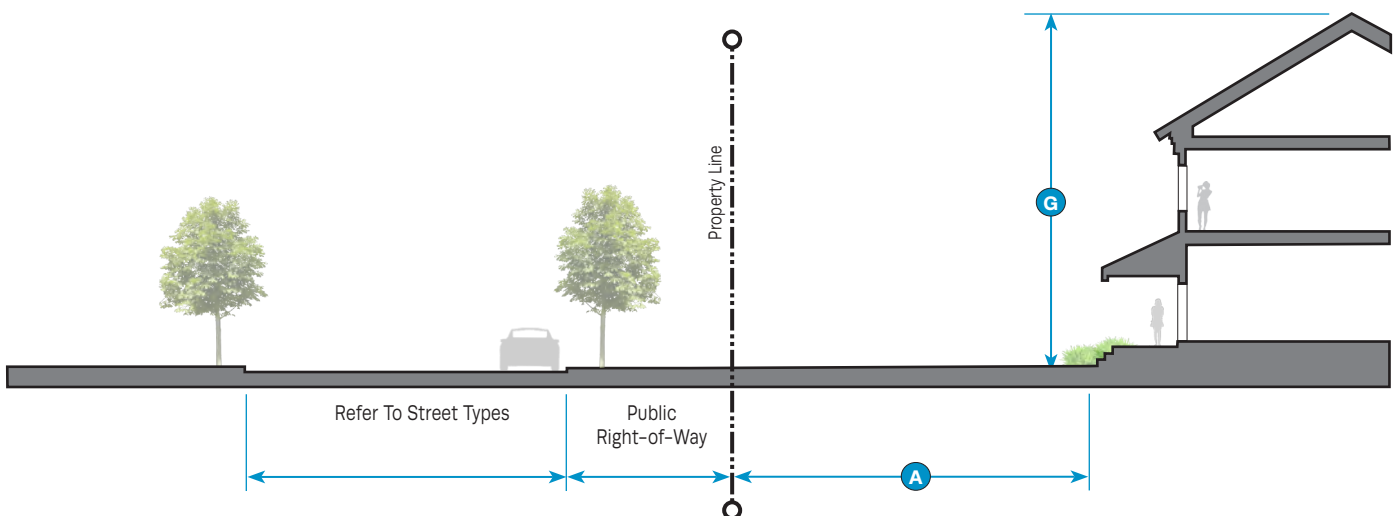 Property Line
G
Refer To Street Types
Public
Right-of-Way
A